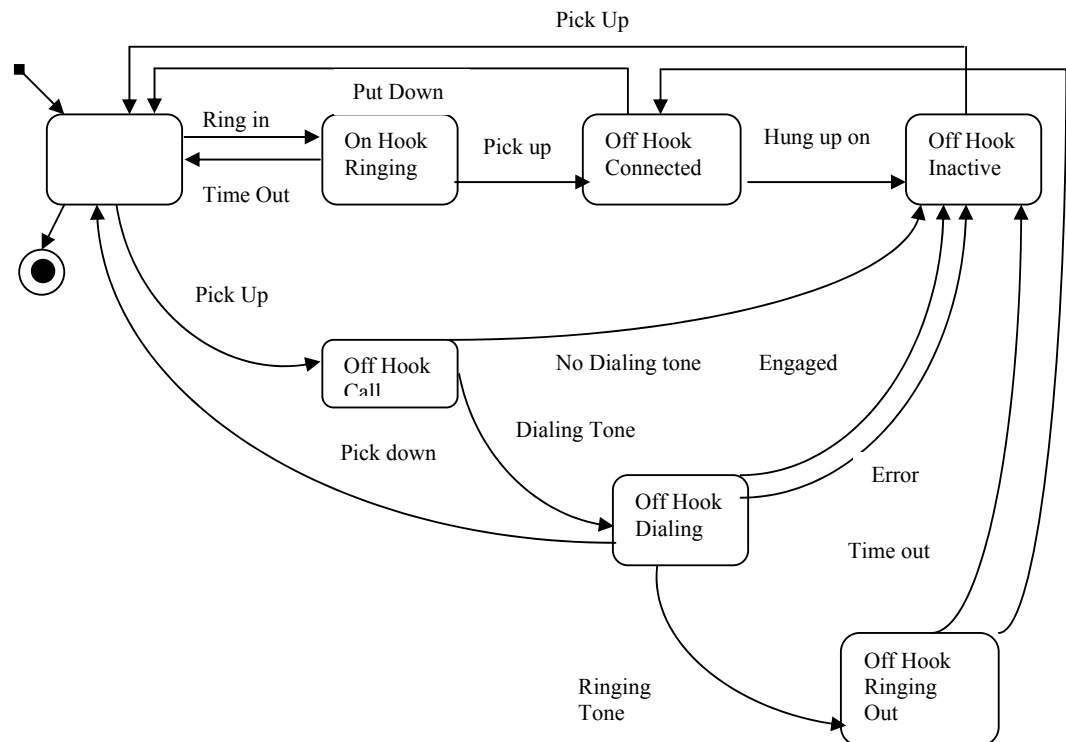 Pick Up
Put Down
Ring in
On Hook
Ringing
Pick up
Off Hook
Connected
Hung up on
Off Hook
Inactive
Time Out
Pick Up
Off Hook
Call
No Dialing tone
Engaged
Dialing Tone
Pick down
Error
Off Hook
Dialing
Time out
Off Hook
Ringing
Out
Ringing
Tone